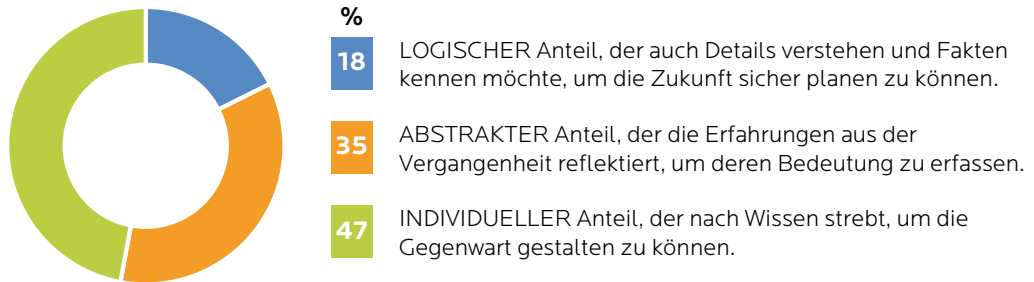 %
18
LOGISCHER Anteil, der auch Details verstehen und Fakten
kennen möchte, um die Zukunft sicher planen zu können.
35
ABSTRAKTER Anteil, der die Erfahrungen aus der
Vergangenheit reflektiert, um deren Bedeutung zu erfassen.
47
INDIVIDUELLER Anteil, der nach Wissen strebt, um die
Gegenwart gestalten zu können.